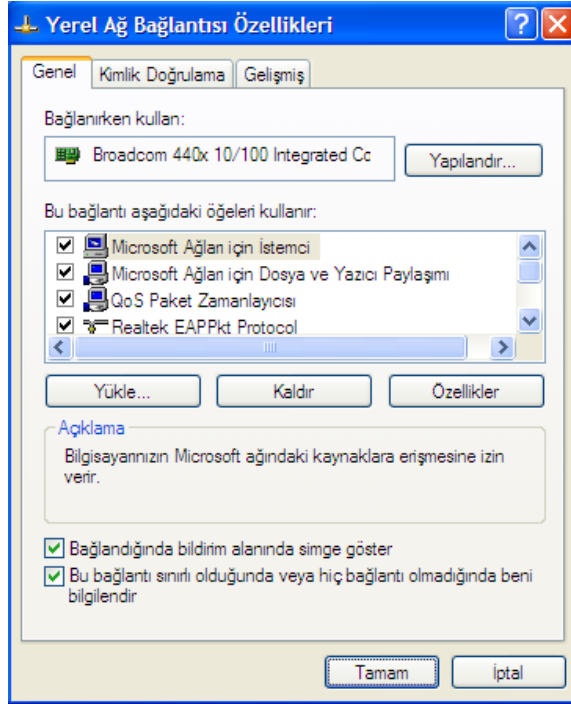 Yerel Ağ Bağlantısı Özellikleri
Genel Kimlik Doğrulama Gelişmiş
Bağlanırken kullan:
Broadcom 440x 10/100 Integrated Cc
Yapılandır...
Bu bağlantı aşağıdaki öğeleri kullanır:
Microsoft Ağları için İstemci
Microsoft Ağları için Dosya ve Yazıcı Paylaşımı
QoS Paket Zamanlayıcısı
Realtek EAPPkt Protocol
Yükle... Kaldır Özellikler
Açıklama
Bilgisayarınızın Microsoft ağındaki kaynaklara erişmesine izin
verir.
Bağlandığında bildirim alanında simge göster
Bu bağlantı sınırlı olduğunda veya hiç bağlantı olmadığında beni
bilgilendir
Tamam İptal